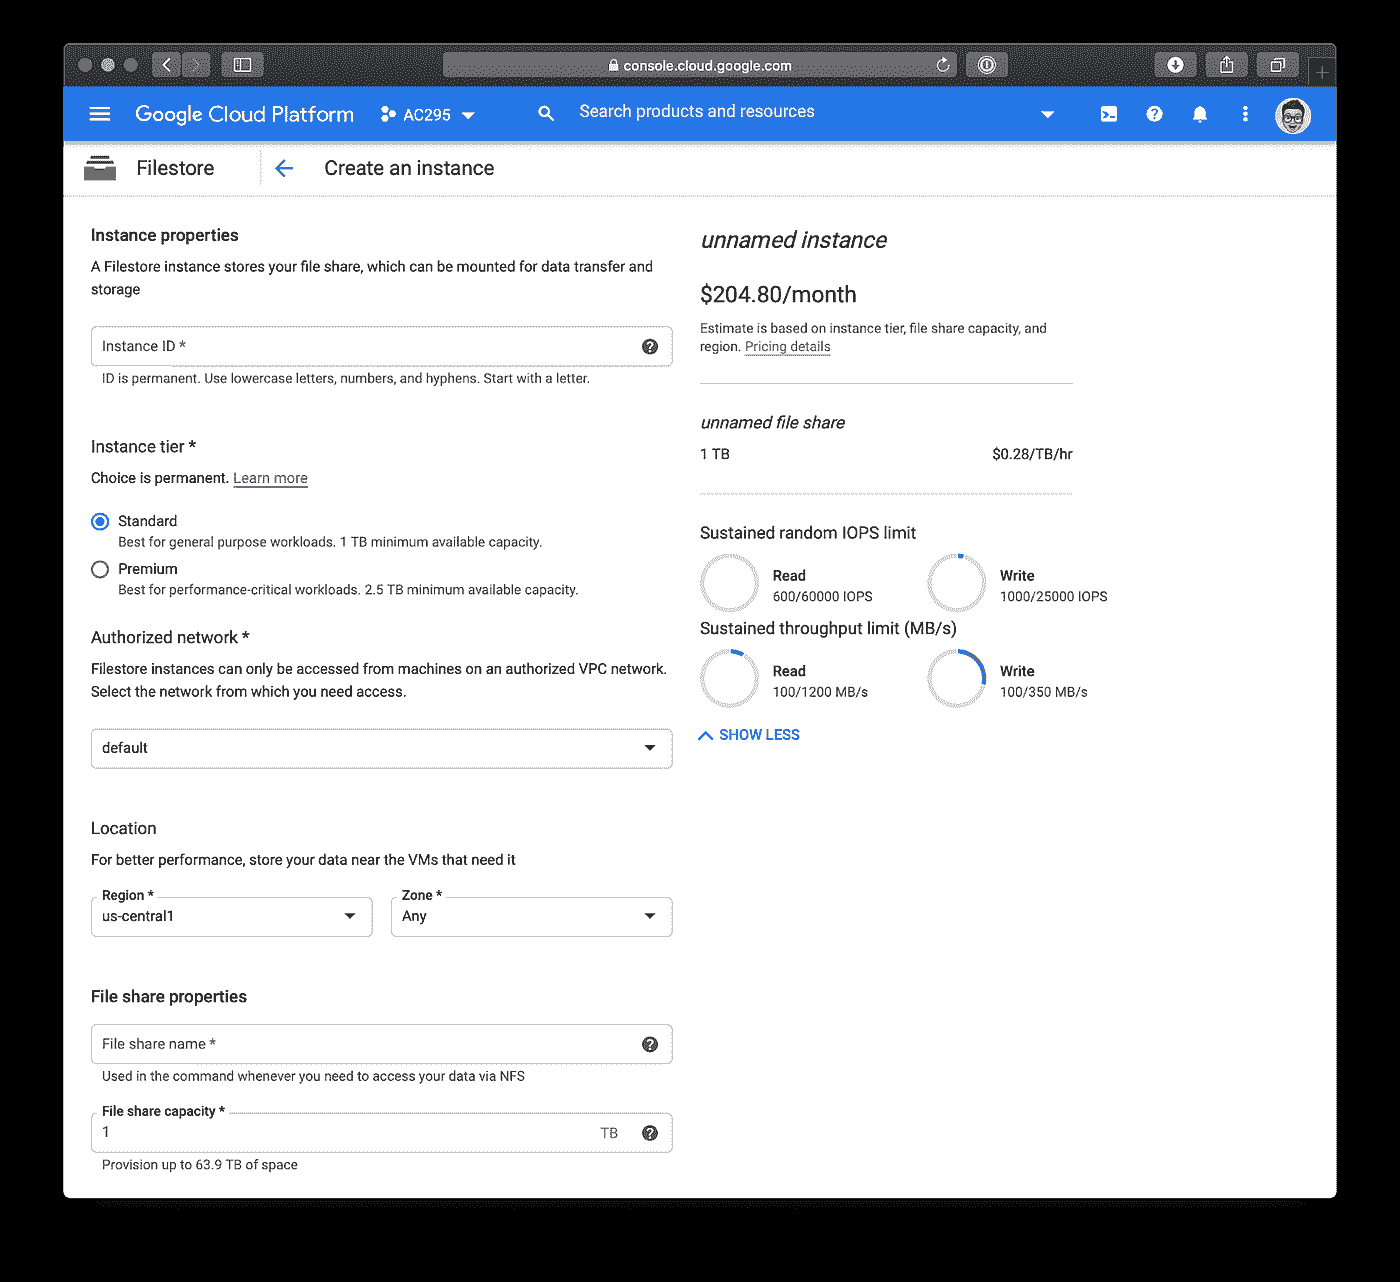 console.cloud.google.com
Google Cloud Platform
AC295
Search products and resources
Filestore
Create an instance
Instance properties
A Filestore instance stores your file share, which can be mounted for data transfer and
storage
Instance ID *
ID is permanent. Use lowercase letters, numbers, and hyphens. Start with a letter.
Instance tier *
Choice is permanent. Learn more
Standard
Best for general purpose workloads. 1 TB minimum available capacity.
Premium
Best for performance-critical workloads. 2.5 TB minimum available capacity.
Authorized network *
Filestore instances can only be accessed from machines on an authorized VPC network.
Select the network from which you need access.
default
Location
For better performance, store your data near the VMs that need it
Region *
us-central1
Zone *
Any
File share properties
File share name *
Used in the command whenever you need to access your data via NFS
File share capacity *
1 TB
Provision up to 63.9 TB of space
unnamed instance
$204.80/month
Estimate is based on instance tier, file share capacity, and
region. Pricing details
unnamed file share
1 TB $0.28/TB/hr
Sustained random IOPS limit
Read
600/60000 IOPS
Write
1000/25000 IOPS
Sustained throughput limit (MB/s)
Read
100/1200 MB/s
Write
100/350 MB/s
SHOW LESS